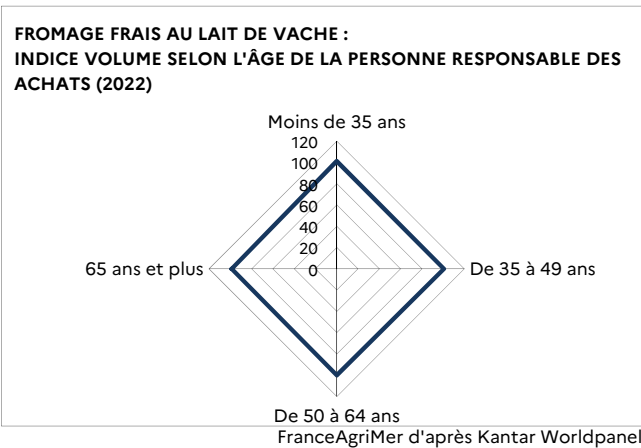 FROMAGE FRAIS AU LAIT DE VACHE :
INDICE VOLUME SELON L'ÂGE DE LA PERSONNE RESPONSABLE DES
ACHATS (2022)
Moins de 35 ans
120
100
80
60
40
20
0
65 ans et plus
De 35 à 49 ans
De 50 à 64 ans
FranceAgriMer d'après Kantar Worldpanel